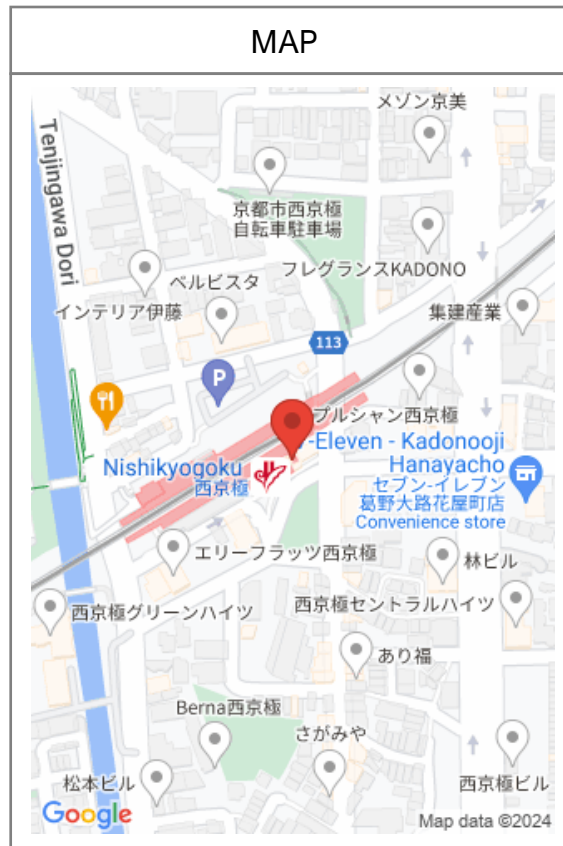 MAP
メゾン京美
Tenjingawa Dori
京都市西京極
自転車駐車場
フレグランスKADONO
ベルビスタ
インテリア伊藤
集建産業
113
P
プルシャン西京極
-Eleven - Kadonooji
Hanayacho
セブン-イレブン
葛野大路花屋町店
Convenience store
Nishikyogoku
西京極
エリーフラッツ西京極
林ビル
西京極グリーンハイツ
西京極セントラルハイツ
あり福
Berna西京極
さがみや
松本ビル
西京極ビル
Google
Map data ©2024